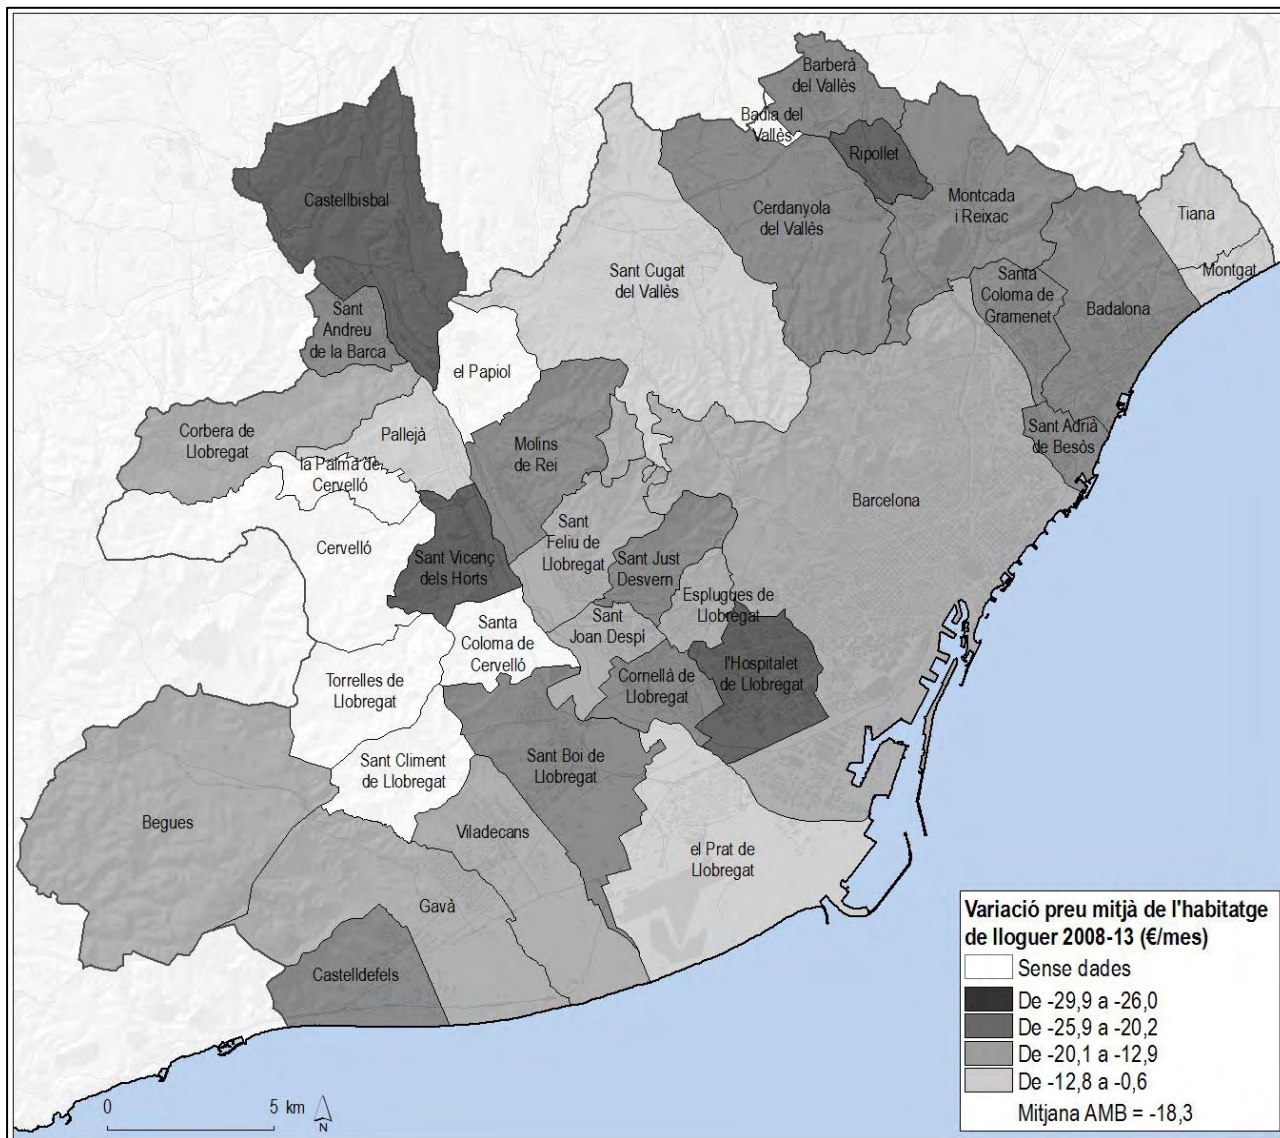 Barberà
del Vallès
Badia del
Vallès
Ripollet
Castellbisbal
Montcada
i Reixac
Cerdanyola
del Vallès
Tiana
Montgat
Sant Cugat
del Vallès
Santa
Coloma de
Gramenet
Badalona
Sant
Andreu
de la Barca
el Papiol
Corbera de
Llobregat
Pallejà
Molins
de Rei
Sant Adrià
de Besòs
la Palma de
Cervelló
Barcelona
Cervelló
Sant Vicenç
dels Horts
Sant
Feliu de
Llobregat
Sant Just
Desvern
Esplugues de
Llobregat
Santa
Coloma de
Cervelló
Sant
Joan Despi
l'Hospitalet
de Llobregat
Torrelles de
Llobregat
Cornellà de
Llobregat
Sant Climent
de Llobregat
Sant Boi de
Llobregat
Begues
Viladecans
el Prat de
Llobregat
Gavà
Castelldefels
Variació preu mitjà de l'habitatge
de lloguer 2008-13 (€/mes)
Sense dades
De -29,9 a -26,0
De -25,9 a -20,2
De -20,1 a -12,9
De -12,8 a -0,6
Mitjana AMB = -18,3
0 5 km
N